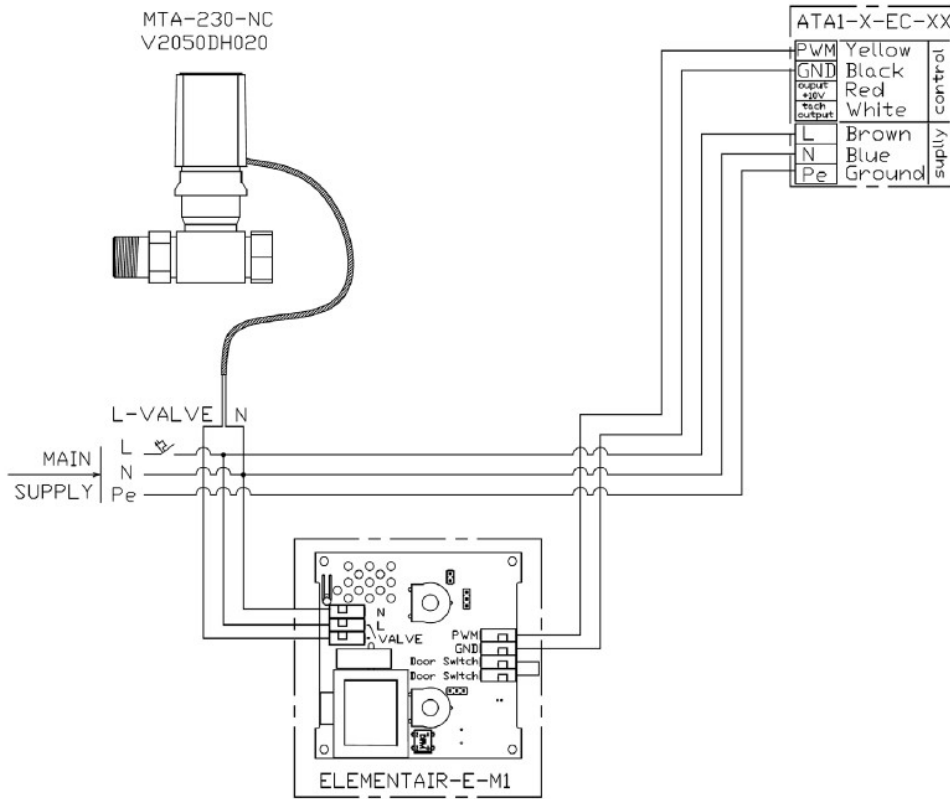 MTA-230-NC
V2050DH020
ATA1-X-EC-XX
PWM Yellow
GND Black
ouput +10V Red
tach output White
control
L Brown
N Blue
Pe Ground
suplly
L-VALVE N
MAIN SUPPLY
L
N
Pe
N
L
VALVE
PWM
GND
Door Switch
Door Switch
ELEMENTAIR-E-M1